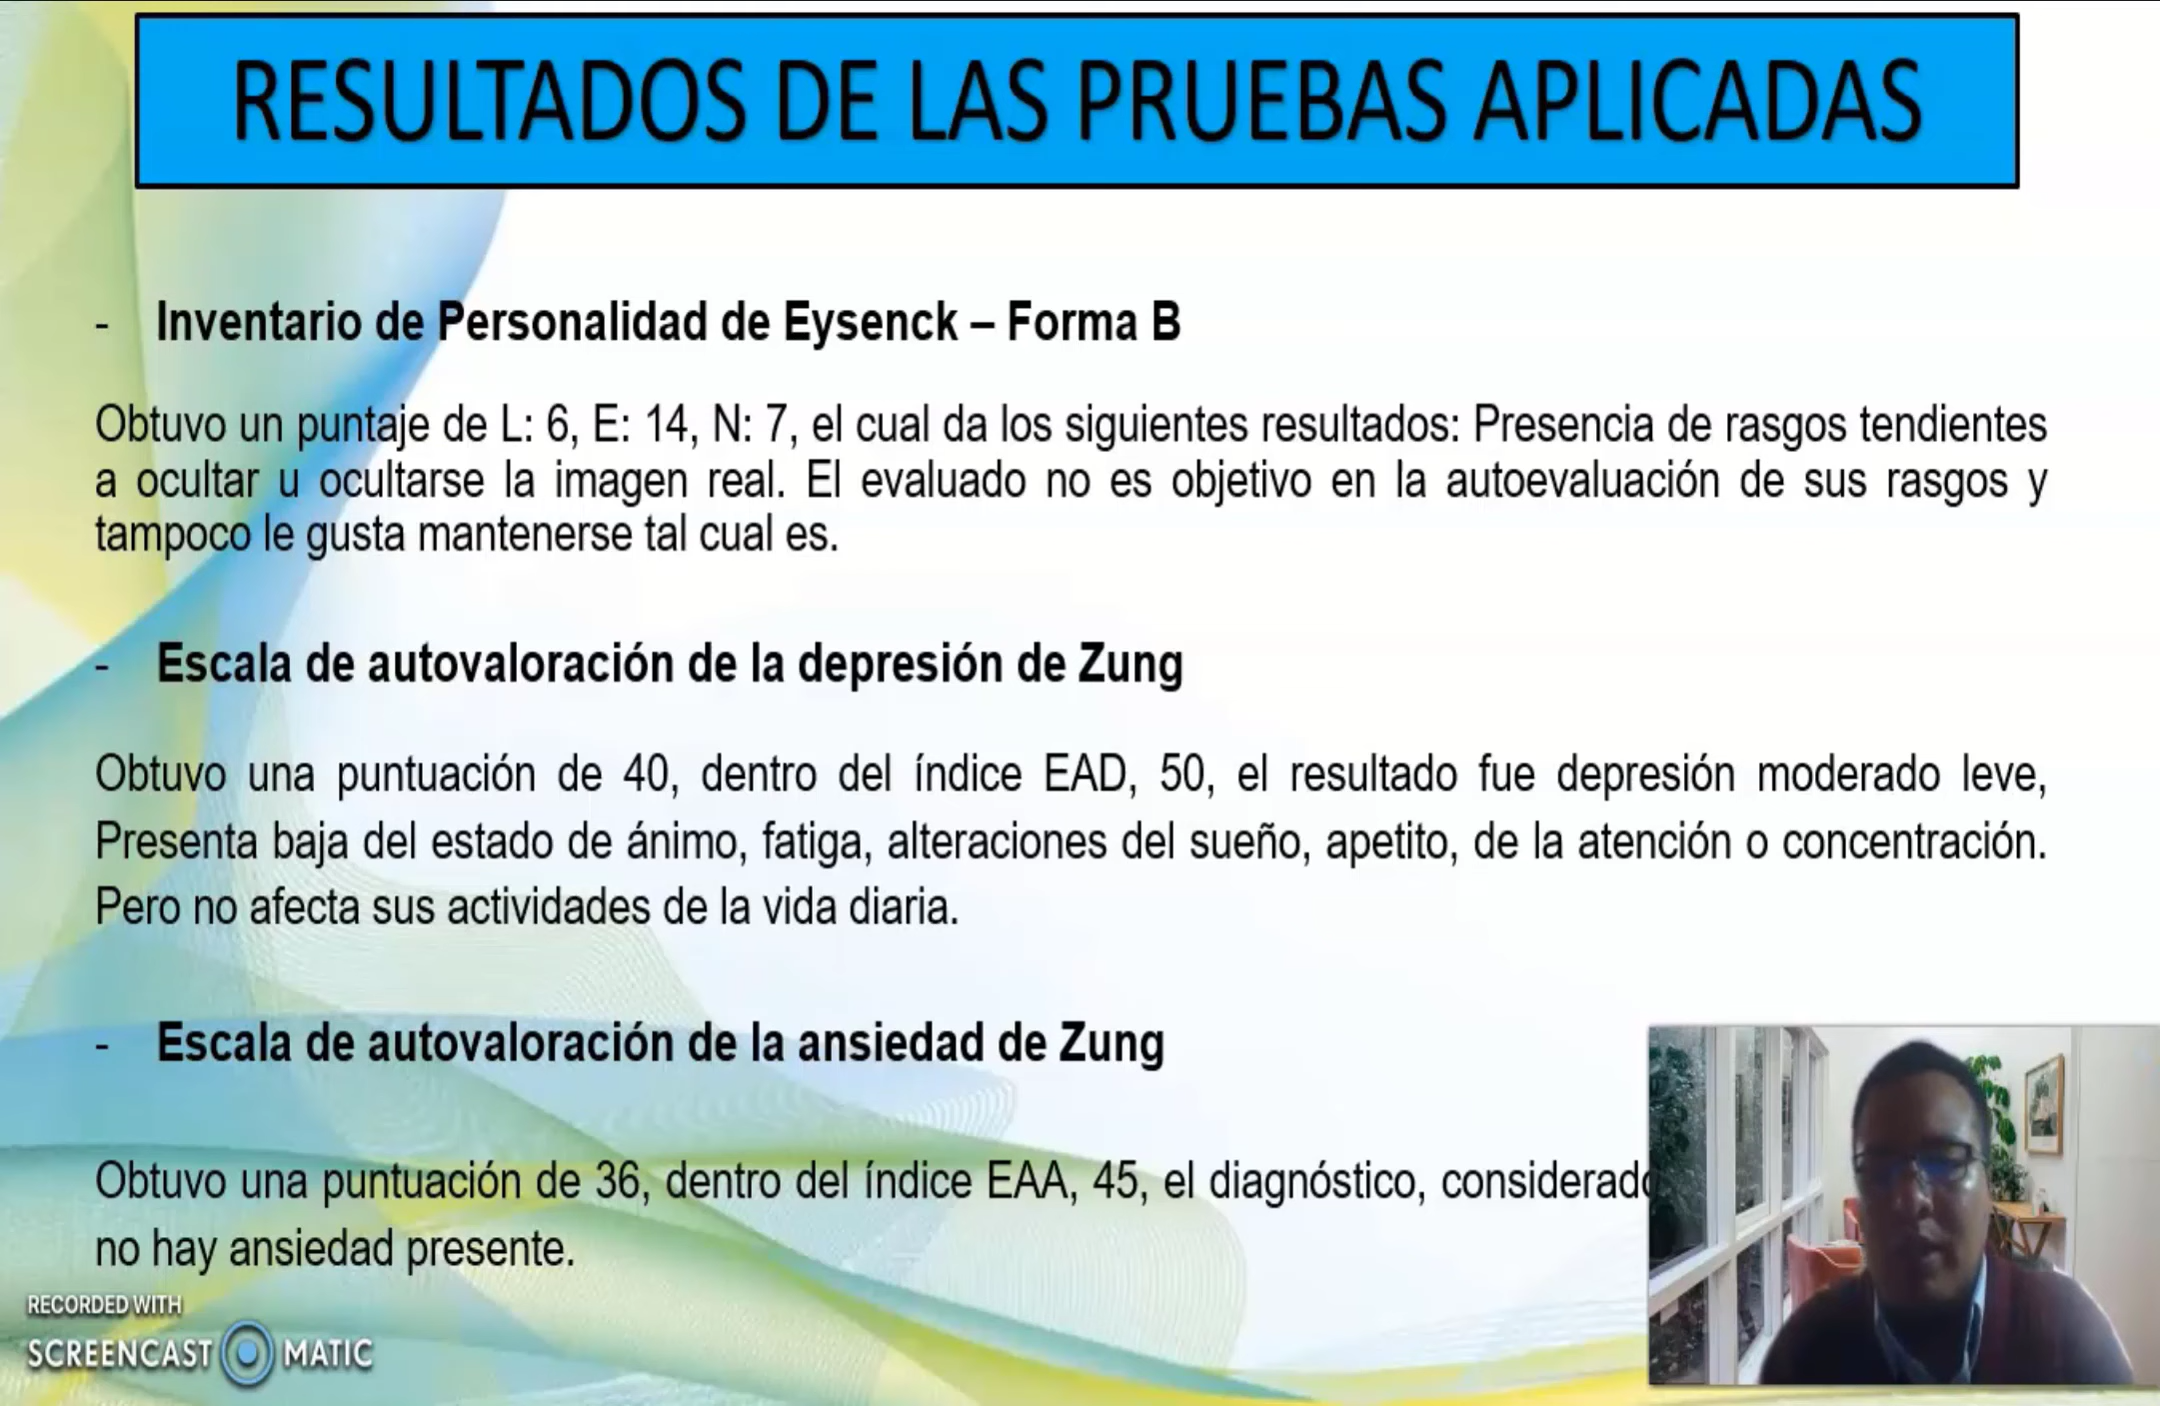 RESULTADOS DE LAS PRUEBAS APLICADAS
- Inventario de Personalidad de Eysenck – Forma B
Obtuvo un puntaje de L: 6, E: 14, N: 7, el cual da los siguientes resultados: Presencia de rasgos tendientes
a ocultar u ocultarse la imagen real. El evaluado no es objetivo en la autoevaluación de sus rasgos y
tampoco le gusta mantenerse tal cual es.
- Escala de autovaloración de la depresión de Zung
Obtuvo una puntuación de 40, dentro del índice EAD, 50, el resultado fue depresión moderado leve,
Presenta baja del estado de ánimo, fatiga, alteraciones del sueño, apetito, de la atención o concentración.
Pero no afecta sus actividades de la vida diaria.
- Escala de autovaloración de la ansiedad de Zung
Obtuvo una puntuación de 36, dentro del índice EAA, 45, el diagnóstico, considerado
no hay ansiedad presente.
RECORDED WITH
SCREENCAST MATIC